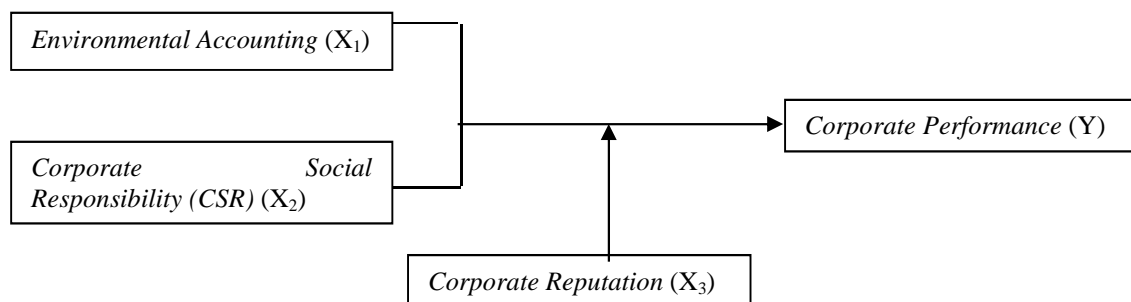 Environmental Accounting (X₁)
Corporate Social
Responsibility (CSR) (X₂)
Corporate Performance (Y)
Corporate Reputation (X₃)